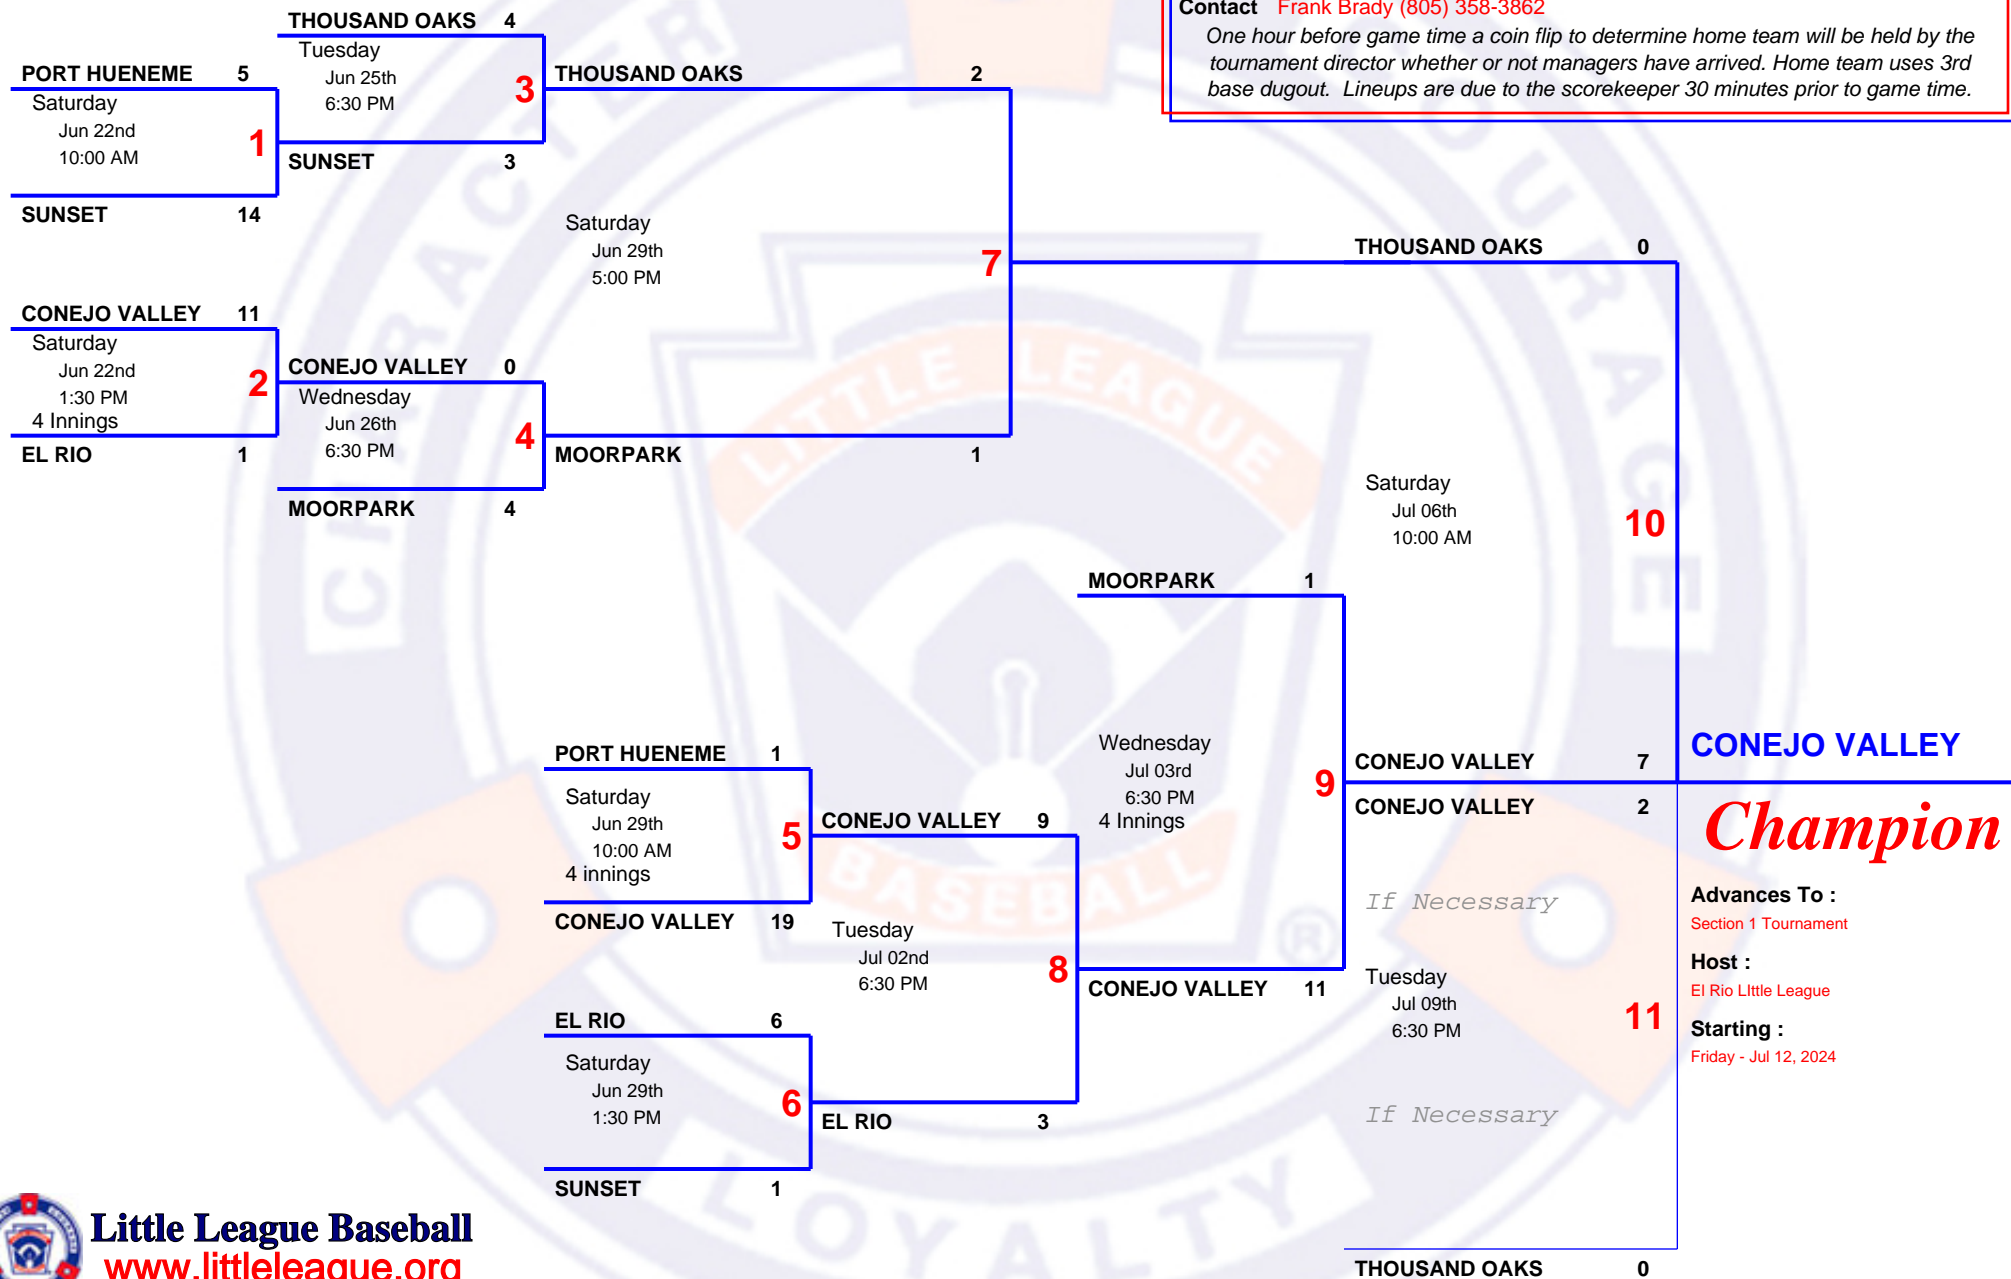 Contact Frank Brady (805) 358-3862
One hour before game time a coin flip to determine home team will be held by the
tournament director whether or not managers have arrived. Home team uses 3rd
base dugout. Lineups are due to the scorekeeper 30 minutes prior to game time.
THOUSAND OAKS 4
Tuesday
Jun 25th
6:30 PM
3
SUNSET 3
PORT HUENEME 5
Saturday
Jun 22nd
10:00 AM
1
SUNSET 14
THOUSAND OAKS 2
Saturday
Jun 29th
5:00 PM
7
MOORPARK 1
CONEJO VALLEY 11
Saturday
Jun 22nd
1:30 PM
4 Innings
2
EL RIO 1
CONEJO VALLEY 0
Wednesday
Jun 26th
6:30 PM
4
MOORPARK 4
THOUSAND OAKS 0
Saturday
Jul 06th
10:00 AM
10
CONEJO VALLEY 7
MOORPARK 1
Wednesday
Jul 03rd
6:30 PM
4 Innings
9
CONEJO VALLEY 11
PORT HUENEME 1
Saturday
Jun 29th
10:00 AM
4 innings
5
CONEJO VALLEY 19
CONEJO VALLEY 9
Tuesday
Jul 02nd
6:30 PM
8
EL RIO 3
EL RIO 6
Saturday
Jun 29th
1:30 PM
6
SUNSET 1
CONEJO VALLEY 2
If Necessary
Tuesday
Jul 09th
6:30 PM
11
If Necessary
THOUSAND OAKS 0
CONEJO VALLEY
Champion
Advances To :
Section 1 Tournament
Host :
El Rio LIttle League
Starting :
Friday - Jul 12, 2024
Little League Baseball
www.littleleague.org
CHARACTER
COURAGE
LOYALTY
LITTLE LEAGUE
BASEBALL
®